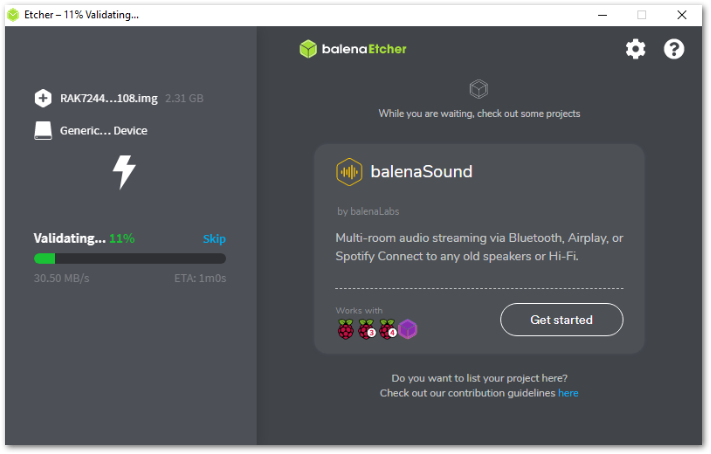 Etcher – 11% Validating...
balenaEtcher
RAK7244...108.img 2.31 GB
Generic... Device
Validating... 11% Skip
30.50 MB/s ETA: 1m0s
While you are waiting, check out some projects
balenaSound
by balenaLabs
Multi-room audio streaming via Bluetooth, Airplay, or
Spotify Connect to any old speakers or Hi-Fi.
Works with
3 4
Get started
Do you want to list your project here?
Check out our contribution guidelines here